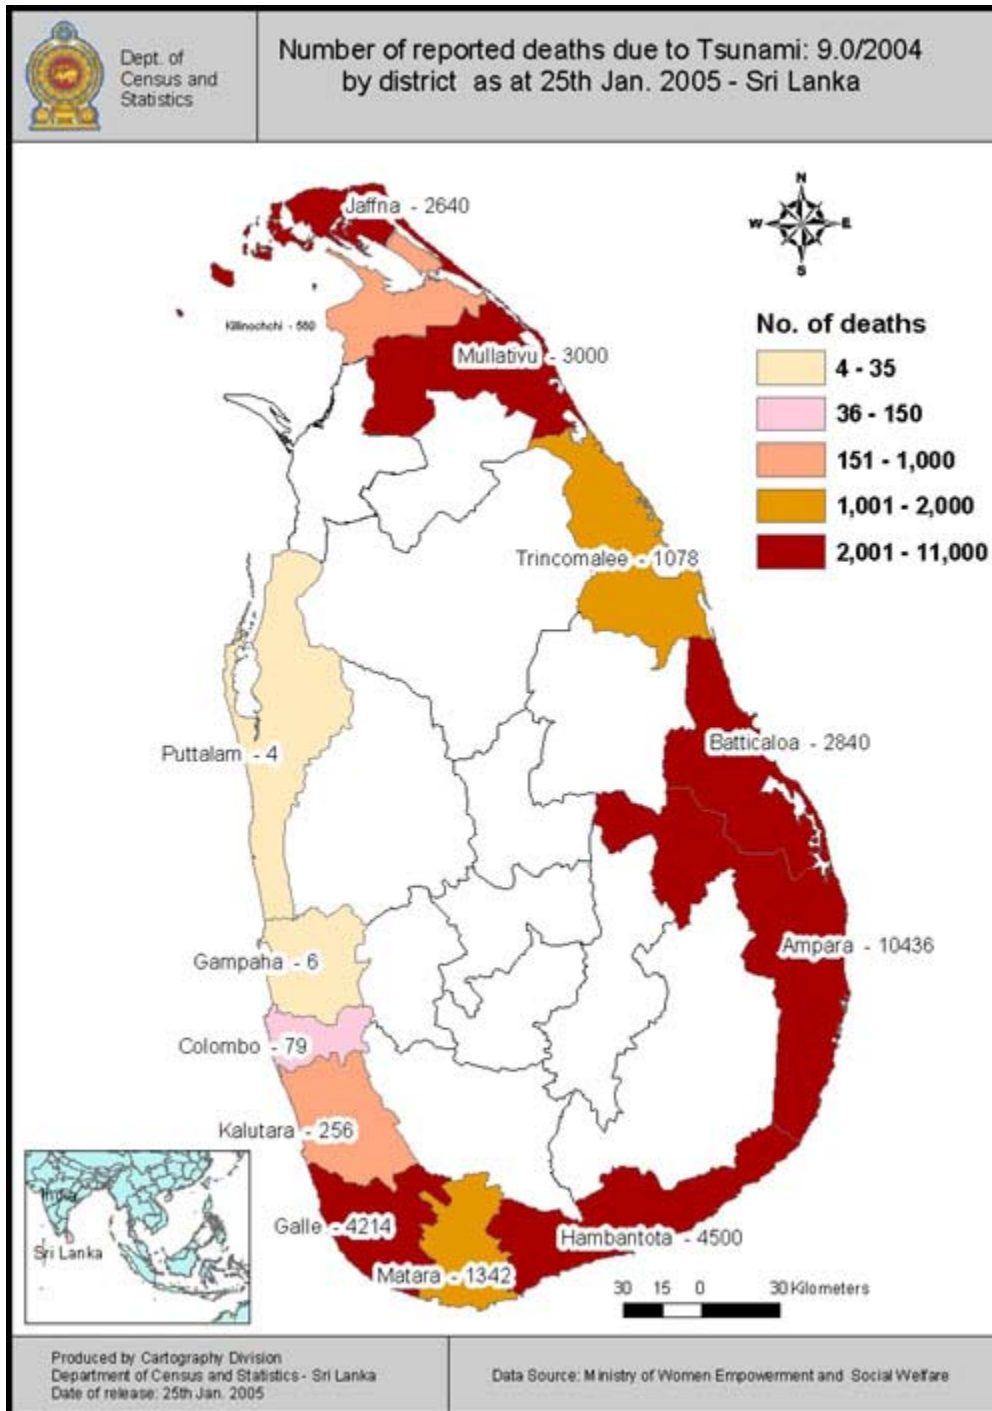 Dept. of
Census and
Statistics
Number of reported deaths due to Tsunami: 9.0/2004
by district as at 25th Jan. 2005 - Sri Lanka
N
W
E
S
Jaffna - 2640
Killinochchi - 560
Mullativu - 3000
No. of deaths
4 - 35
36 - 150
151 - 1,000
1,001 - 2,000
2,001 - 11,000
Trincomalee - 1078
Batticaloa - 2840
Puttalam - 4
Ampara - 10436
Gampaha - 6
Colombo - 79
Kalutara - 256
Galle - 4214
Hambantota - 4500
Matara - 1342
India
Sri Lanka
30 15 0 30 Kilometers
Produced by Cartography Division
Department of Census and Statistics - Sri Lanka
Date of release: 25th Jan. 2005
Data Source: Ministry of Women Empowerment and Social Welfare